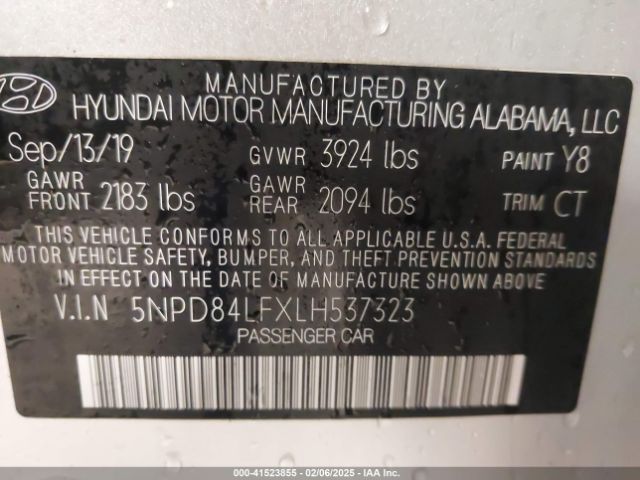 MANUFACTURED BY
HYUNDAI MOTOR MANUFACTURING ALABAMA, LLC
Sep/13/19 GVWR 3924 lbs PAINT Y8
GAWR FRONT 2183 lbs GAWR REAR 2094 lbs TRIM CT
THIS VEHICLE CONFORMS TO ALL APPLICABLE U.S.A. FEDERAL
MOTOR VEHICLE SAFETY, BUMPER, AND THEFT PREVENTION STANDARDS
IN EFFECT ON THE DATE OF MANUFACTURE SHOWN ABOVE
V.I.N 5NPD84LFXLH537323
PASSENGER CAR
000-41523855 - 02/06/2025 - IAA Inc.